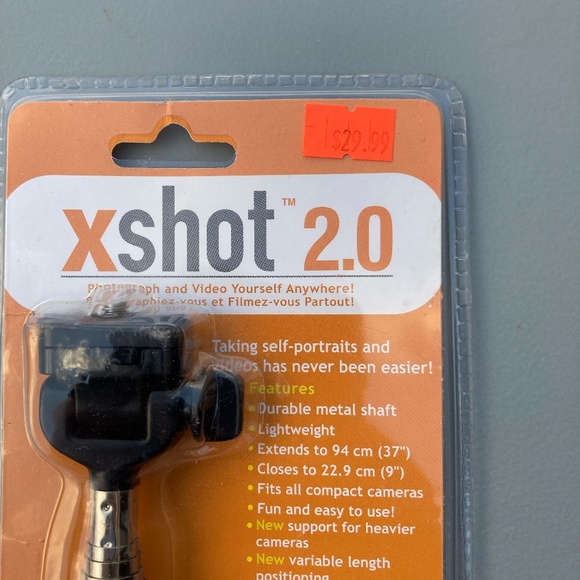 $29.99
xshot™ 2.0
Photograph and Video Yourself Anywhere!
et Filmez-vous Partout!
Taking self-portraits and
videos has never been easier!
Features
• Durable metal shaft
• Lightweight
• Extends to 94 cm (37")
• Closes to 22.9 cm (9")
• Fits all compact cameras
• Fun and easy to use!
• New support for heavier
cameras
• New variable length
positioning